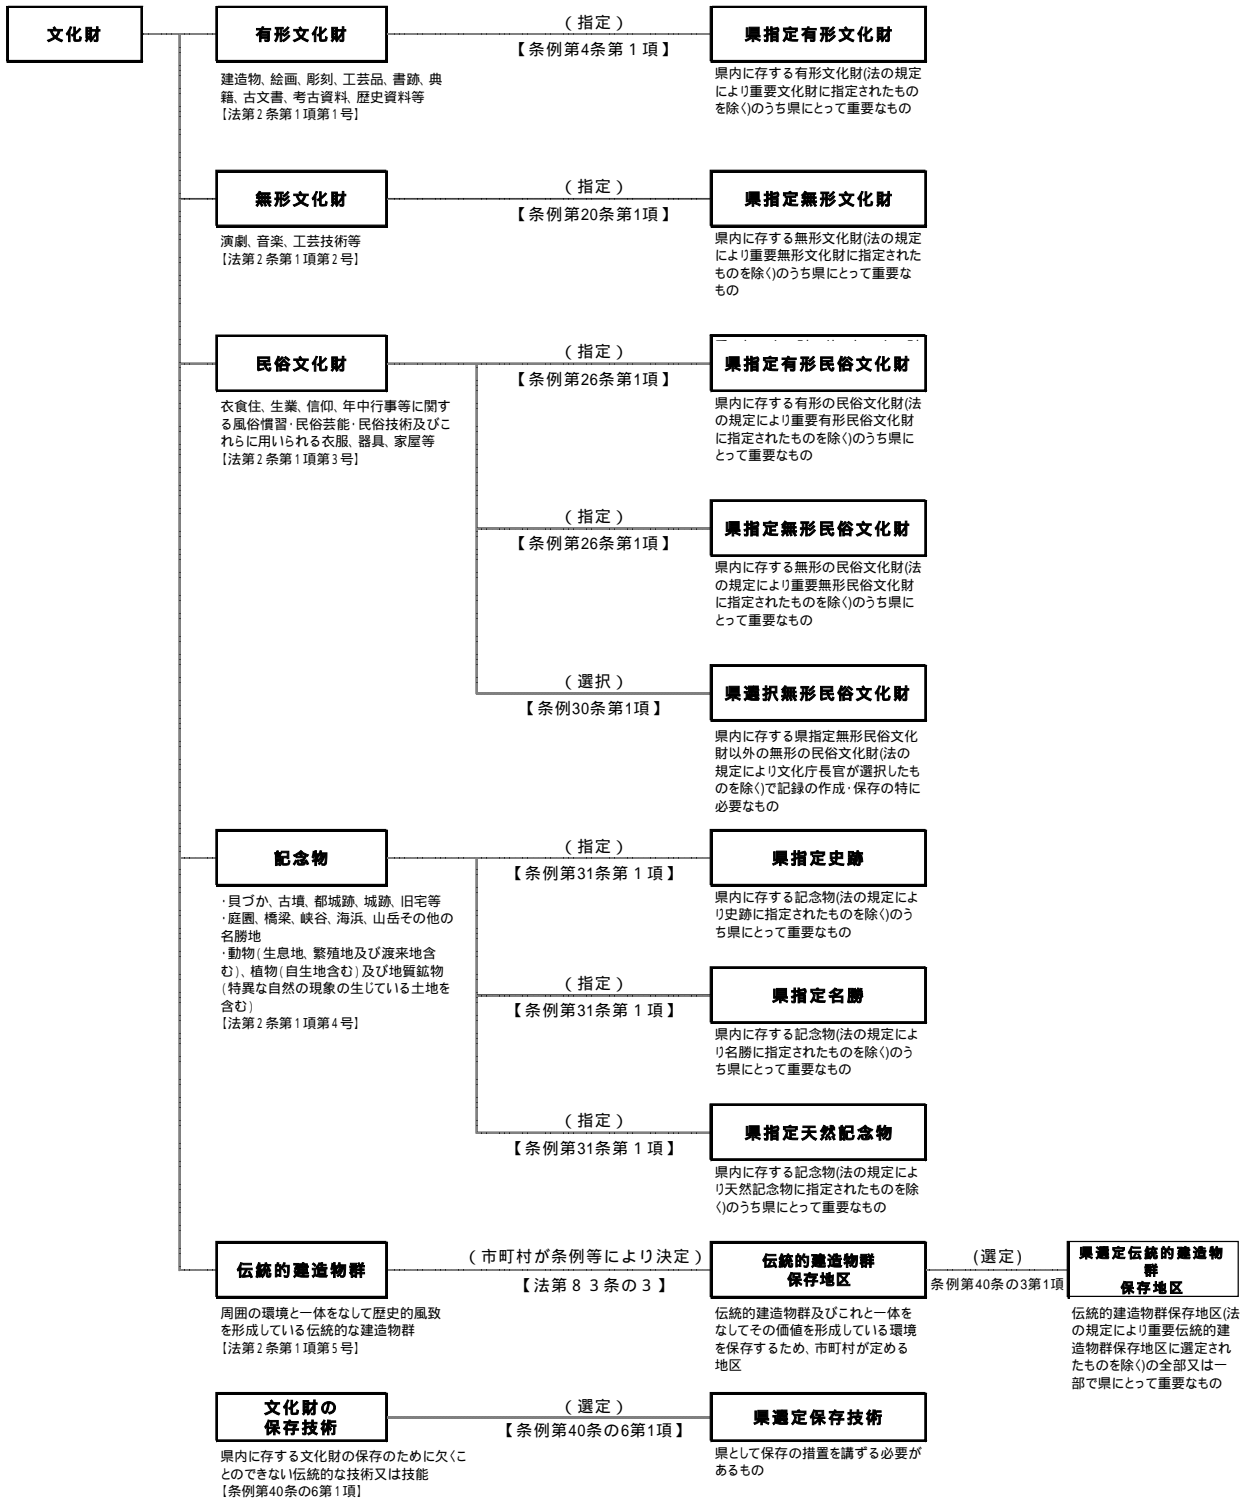 文化財
有形文化財
(指定)
【条例第4条第1項】
県指定有形文化財
建造物、絵画、彫刻、工芸品、書跡、典
籍、古文書、考古資料、歴史資料等
【法第2条第1項第1号】
県内に存する有形文化財(法の規定
により重要文化財に指定されたもの
を除く)のうち県にとって重要なもの
無形文化財
(指定)
【条例第20条第1項】
県指定無形文化財
演劇、音楽、工芸技術等
【法第2条第1項第2号】
県内に存する無形文化財(法の規定
により重要無形文化財に指定された
ものを除く)のうち県にとって重要な
もの
民俗文化財
(指定)
【条例第26条第1項】
県指定有形民俗文化財
衣食住、生業、信仰、年中行事等に関す
る風俗慣習・民俗芸能・民俗技術及びこ
れらに用いられる衣服、器具、家屋等
【法第2条第1項第3号】
県内に存する有形の民俗文化財(法
の規定により重要有形民俗文化財
に指定されたものを除く)のうち県に
とって重要なもの
(指定)
【条例第26条第1項】
県指定無形民俗文化財
県内に存する無形の民俗文化財(法
の規定により重要無形民俗文化財
に指定されたものを除く)のうち県に
とって重要なもの
(選択)
【条例30条第1項】
県選択無形民俗文化財
県内に存する県指定無形民俗文化
財以外の無形の民俗文化財(法の
規定により文化庁長官が選択したも
のを除く)で記録の作成・保存の特に
必要なもの
記念物
(指定)
【条例第31条第1項】
県指定史跡
・貝づか、古墳、都城跡、城跡、旧宅等
・庭園、橋梁、峡谷、海浜、山岳その他の
名勝地
・動物(生息地、繁殖地及び渡来地含
む)、植物(自生地含む)及び地質鉱物
(特異な自然の現象の生じている土地を
含む)
【法第2条第1項第4号】
県内に存する記念物(法の規定によ
り史跡に指定されたものを除く)のう
ち県にとって重要なもの
(指定)
【条例第31条第1項】
県指定名勝
県内に存する記念物(法の規定によ
り名勝に指定されたものを除く)のう
ち県にとって重要なもの
(指定)
【条例第31条第1項】
県指定天然記念物
県内に存する記念物(法の規定によ
り天然記念物に指定されたものを除
く)のうち県にとって重要なもの
伝統的建造物群
(市町村が条例等により決定)
【法第83条の3】
伝統的建造物群
保存地区
(選定)
条例第40条の3第1項
県選定伝統的建造物
群
保存地区
周囲の環境と一体をなして歴史的風致
を形成している伝統的な建造物群
【法第2条第1項第5号】
伝統的建造物群及びこれと一体を
なしてその価値を形成している環境
を保存するため、市町村が定める
地区
伝統的建造物群保存地区(法
の規定により重要伝統的建
造物群保存地区に選定され
たものを除く)の全部又は一
部で県にとって重要なもの
文化財の
保存技術
(選定)
【条例第40条の6第1項】
県選定保存技術
県内に存する文化財の保存のために欠くこ
とのできない伝統的な技術又は技能
【条例第40条の6第1項】
県として保存の措置を講ずる必要が
あるもの